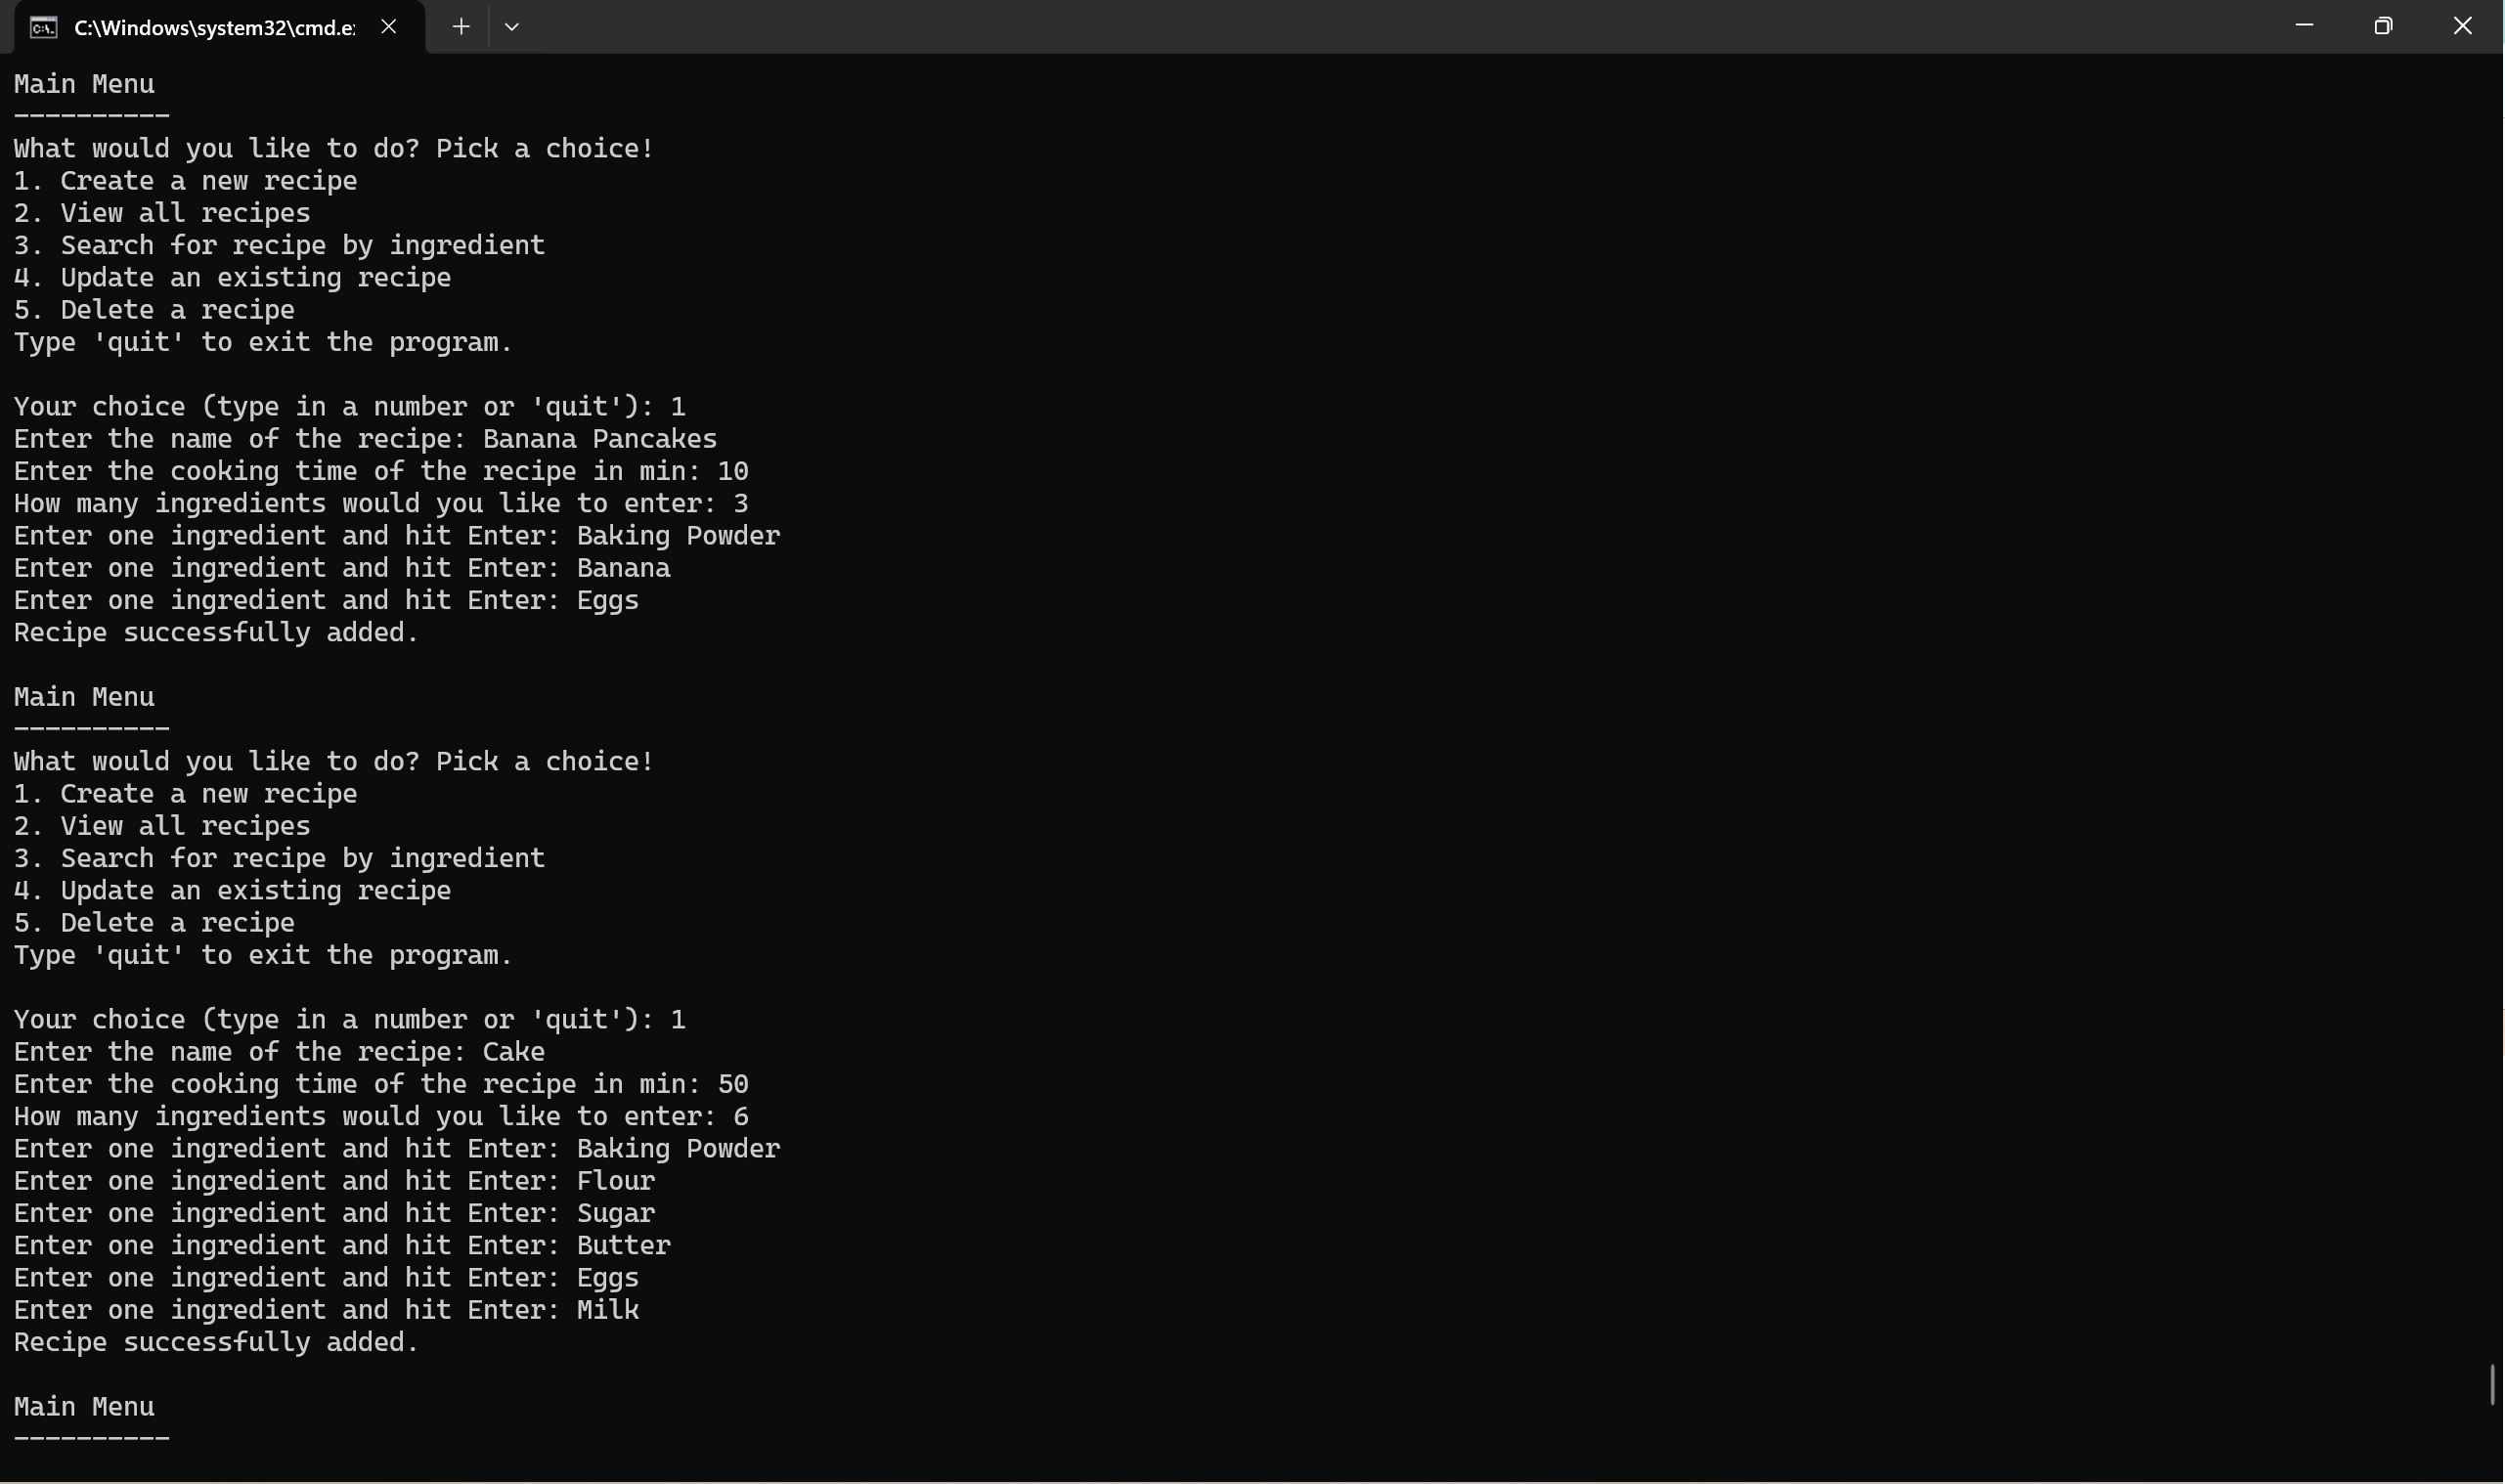 C:\Windows\system32\cmd.e
Main Menu
----------
What would you like to do? Pick a choice!
1. Create a new recipe
2. View all recipes
3. Search for recipe by ingredient
4. Update an existing recipe
5. Delete a recipe
Type 'quit' to exit the program.
Your choice (type in a number or 'quit'): 1
Enter the name of the recipe: Banana Pancakes
Enter the cooking time of the recipe in min: 10
How many ingredients would you like to enter: 3
Enter one ingredient and hit Enter: Baking Powder
Enter one ingredient and hit Enter: Banana
Enter one ingredient and hit Enter: Eggs
Recipe successfully added.
Main Menu
----------
What would you like to do? Pick a choice!
1. Create a new recipe
2. View all recipes
3. Search for recipe by ingredient
4. Update an existing recipe
5. Delete a recipe
Type 'quit' to exit the program.
Your choice (type in a number or 'quit'): 1
Enter the name of the recipe: Cake
Enter the cooking time of the recipe in min: 50
How many ingredients would you like to enter: 6
Enter one ingredient and hit Enter: Baking Powder
Enter one ingredient and hit Enter: Flour
Enter one ingredient and hit Enter: Sugar
Enter one ingredient and hit Enter: Butter
Enter one ingredient and hit Enter: Eggs
Enter one ingredient and hit Enter: Milk
Recipe successfully added.
Main Menu
----------